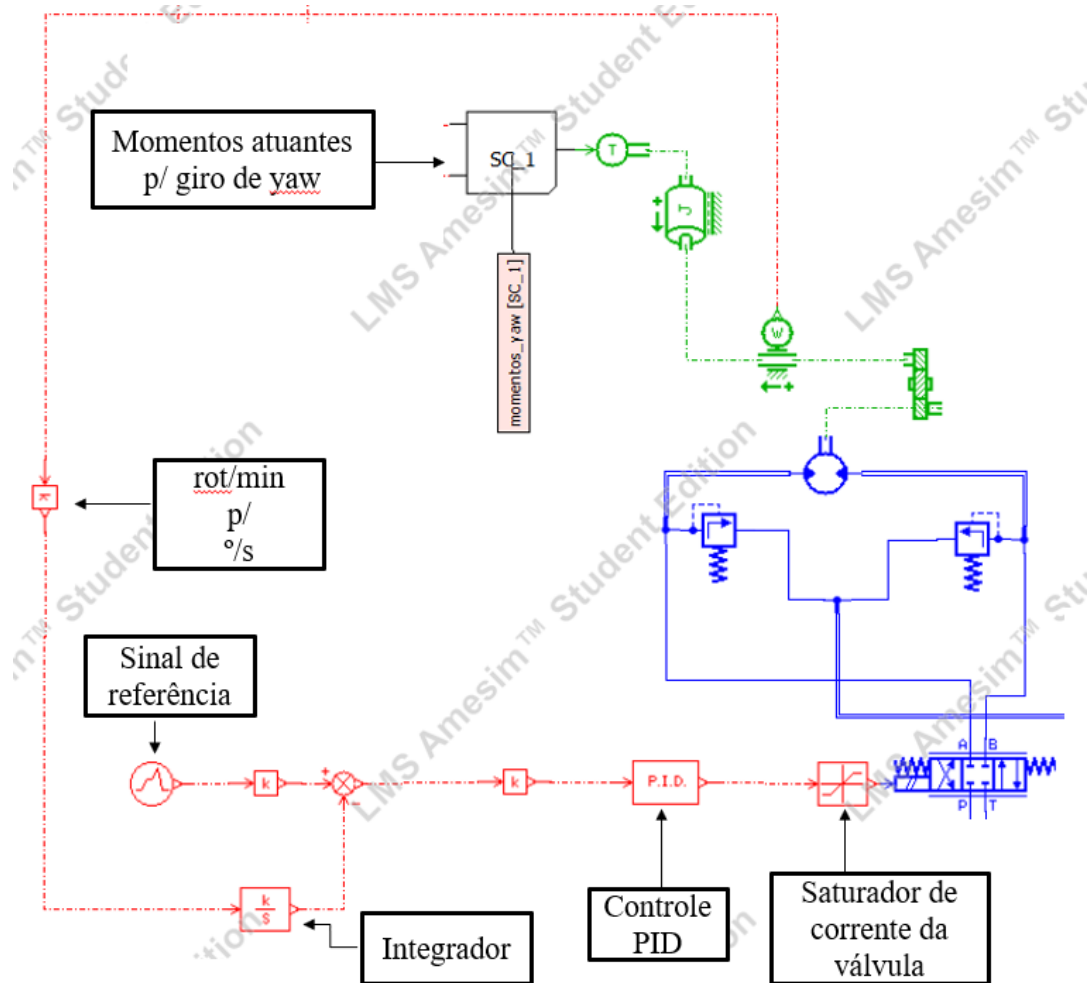 LMS Amesim™ Student Edition
Momentos atuantes
p/ giro de yaw
SC_1
T
J
momentos_yaw [SC_1]
W
rot/min
p/
º/s
k
Sinal de
referência
k
+
-
k
P.I.D.
A B
P T
k
s
Integrador
Controle
PID
Saturador de
corrente da
válvula